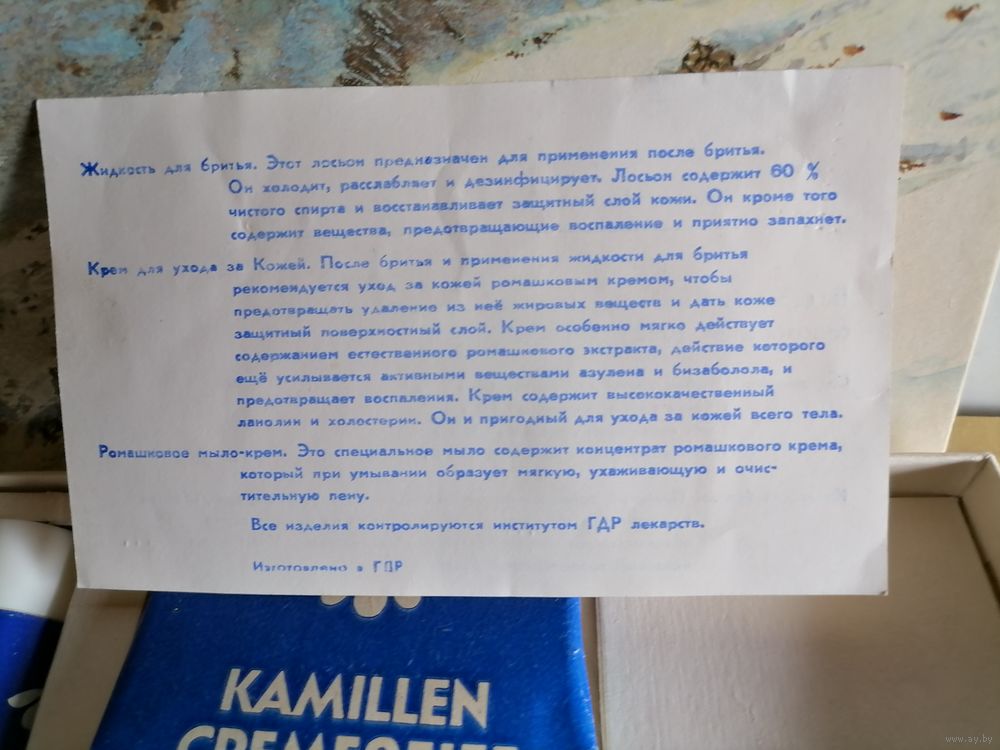 Жидкость для бритья. Этот лосьон предназначен для применения после бритья.
Он холодит, расслабляет и дезинфицирует. Лосьон содержит 60 %
чистого спирта и восстанавливает защитный слой кожи. Он кроме того
содержит вещества, предотвращающие воспаление и приятно запахнет.
Крем для ухода за Кожей. После бритья и применения жидкости для бритья
рекомендуется уход за кожей ромашковым кремом, чтобы
предотвращать удаление из неё жировых веществ и дать коже
защитный поверхностный слой. Крем особенно мягко действует
содержанием естественного ромашкового экстракта, действие которого
ещё усилывается активными веществами азулена и бизаболола, и
предотвращает воспаления. Крем содержит высококачественный
ланолин и холостерин. Он и пригодный для ухода за кожей всего тела.
Ромашковое мыло-крем. Это специальное мыло содержит концентрат ромашкового крема,
который при умывании образует мягкую, ухаживающую и очис-
тительную пену.
Все изделия контролируются институтом ГДР лекарств.
Изготовлено в ГДР
KAMILLEN
CREMESEIFE
www.ay.by